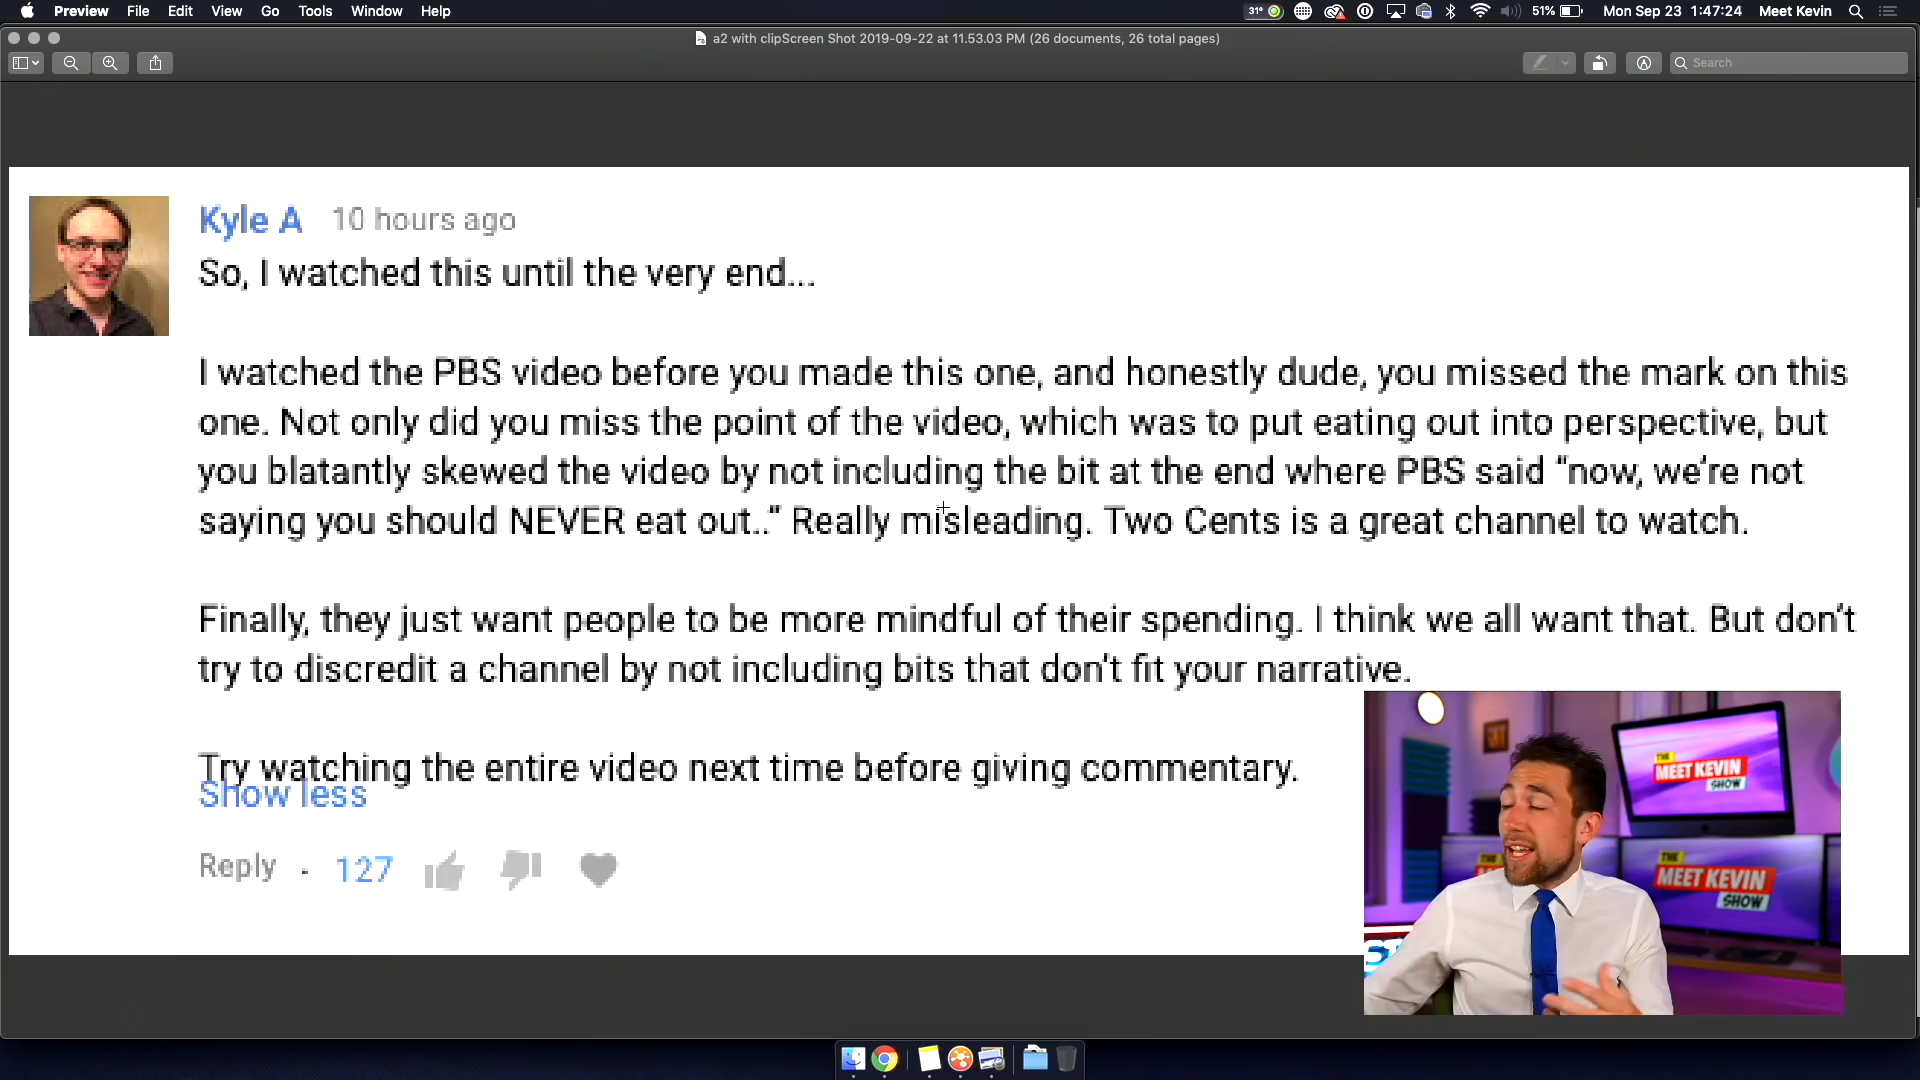 Preview File Edit View Go Tools Window Help 31° 51% Mon Sep 23 1:47:24 Meet Kevin
a2 with clipScreen Shot 2019-09-22 at 11.53.03 PM (26 documents, 26 total pages)
Search
Kyle A 10 hours ago
So, I watched this until the very end...
I watched the PBS video before you made this one, and honestly dude, you missed the mark on this
one. Not only did you miss the point of the video, which was to put eating out into perspective, but
you blatantly skewed the video by not including the bit at the end where PBS said “now, we’re not
saying you should NEVER eat out..” Really misleading. Two Cents is a great channel to watch.
Finally, they just want people to be more mindful of their spending. I think we all want that. But don’t
try to discredit a channel by not including bits that don’t fit your narrative.
Try watching the entire video next time before giving commentary.
Show less
Reply · 127
THE
MEET KEVIN
SHOW
THE
MEET KEVIN
SHOW